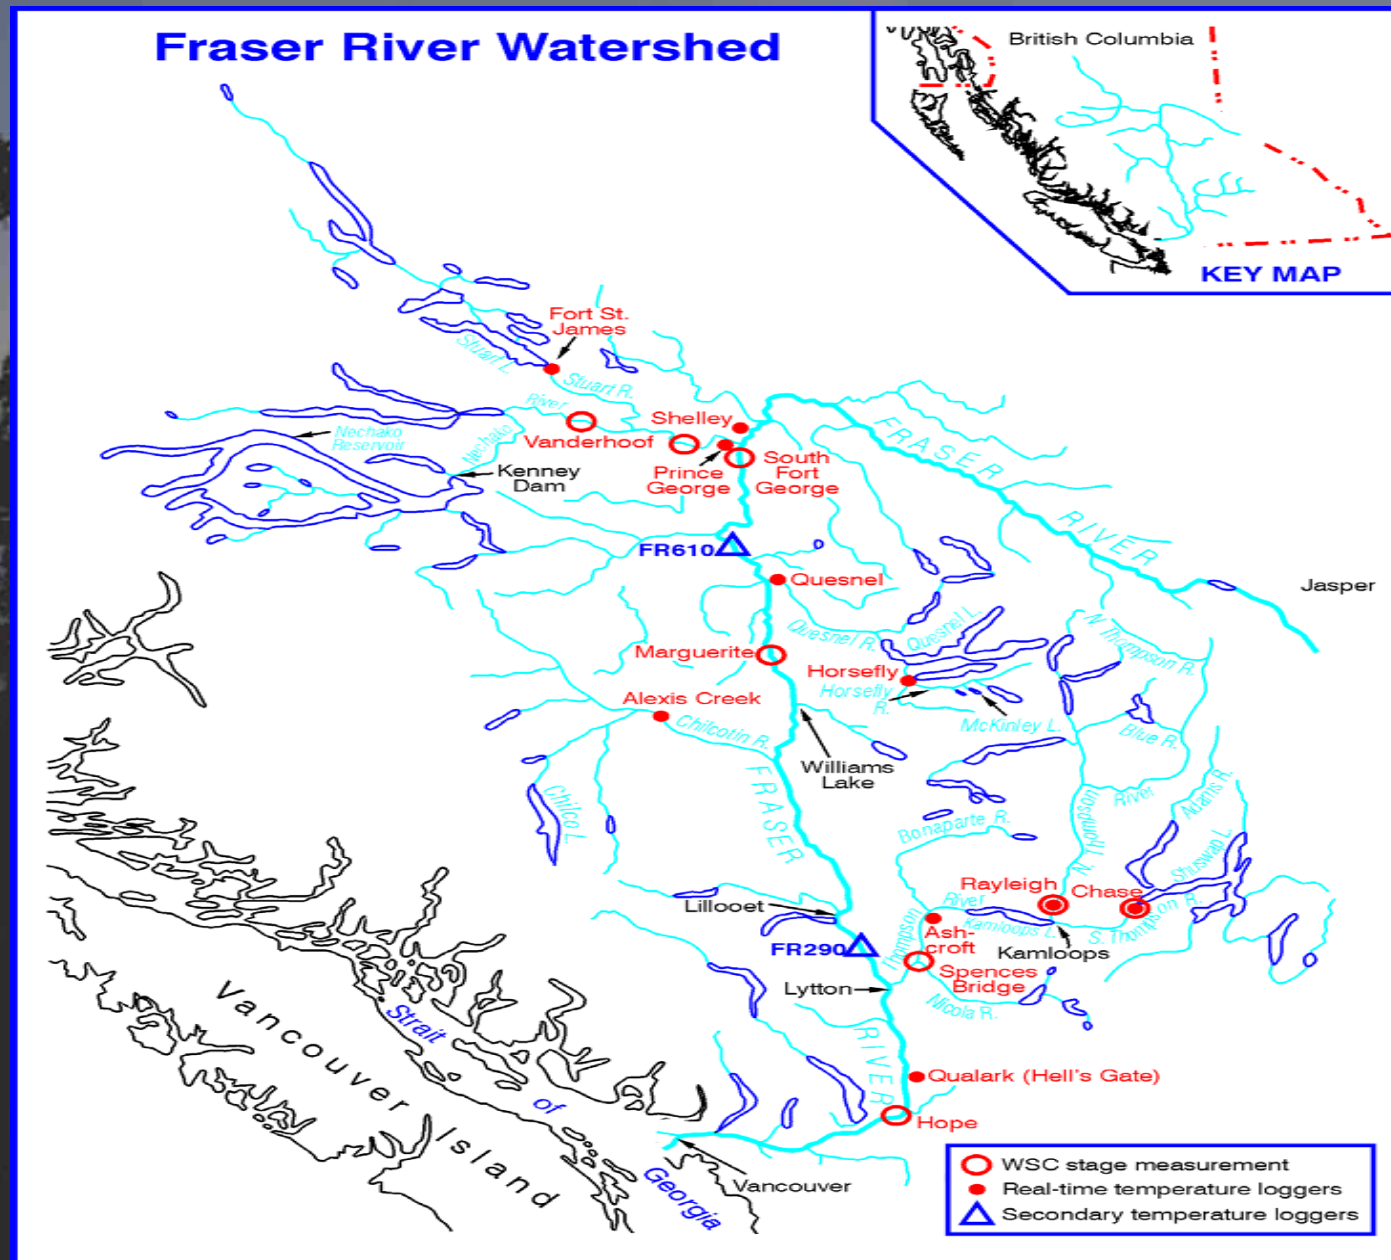 Fraser River Watershed
British Columbia
KEY MAP
Fort St.
James
Stuart L.
Stuart R.
River
Nechako
Shelley
Vanderhoof
Nechako
Reservoir
Kenney
Dam
Prince
George
South
Fort
George
FRASER
RIVER
FR610
Quesnel
Jasper
Quesnel R.
Quesnel L.
N Thompson R.
Marguerite
Horsefly
Horsefly
R.
McKinley L.
Blue R.
Alexis Creek
Chilcotin R.
Williams
Lake
FRASER
Chilco L.
River
N. Thompson
Adams R.
Bonaparte R.
Shuswap L.
Rayleigh
Chase
Lillooet
River
Kamloops L.
S. Thompson R.
Thompson
Ash-
croft
Kamloops
FR290
Spences
Bridge
Lytton
Nicola R.
RIVER
Vancouver Island
Strait
of
Georgia
Qualark (Hell's Gate)
Hope
Vancouver
WSC stage measurement
Real-time temperature loggers
Secondary temperature loggers